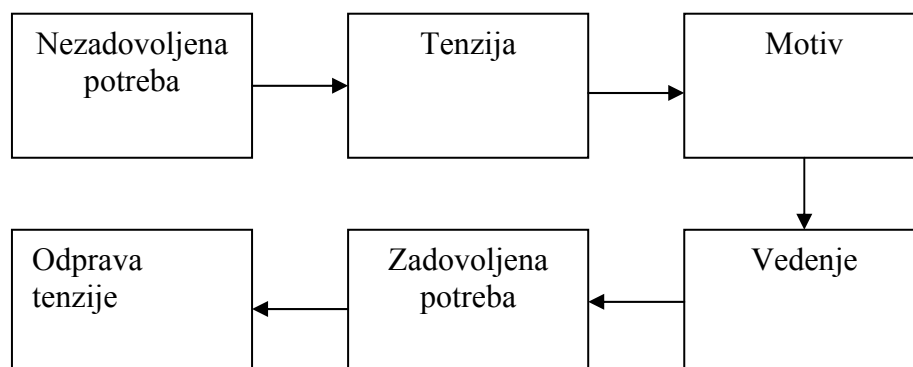 Nezadovoljena
potreba
Tenzija
Motiv
Vedenje
Zadovoljena
potreba
Odprava
tenzije